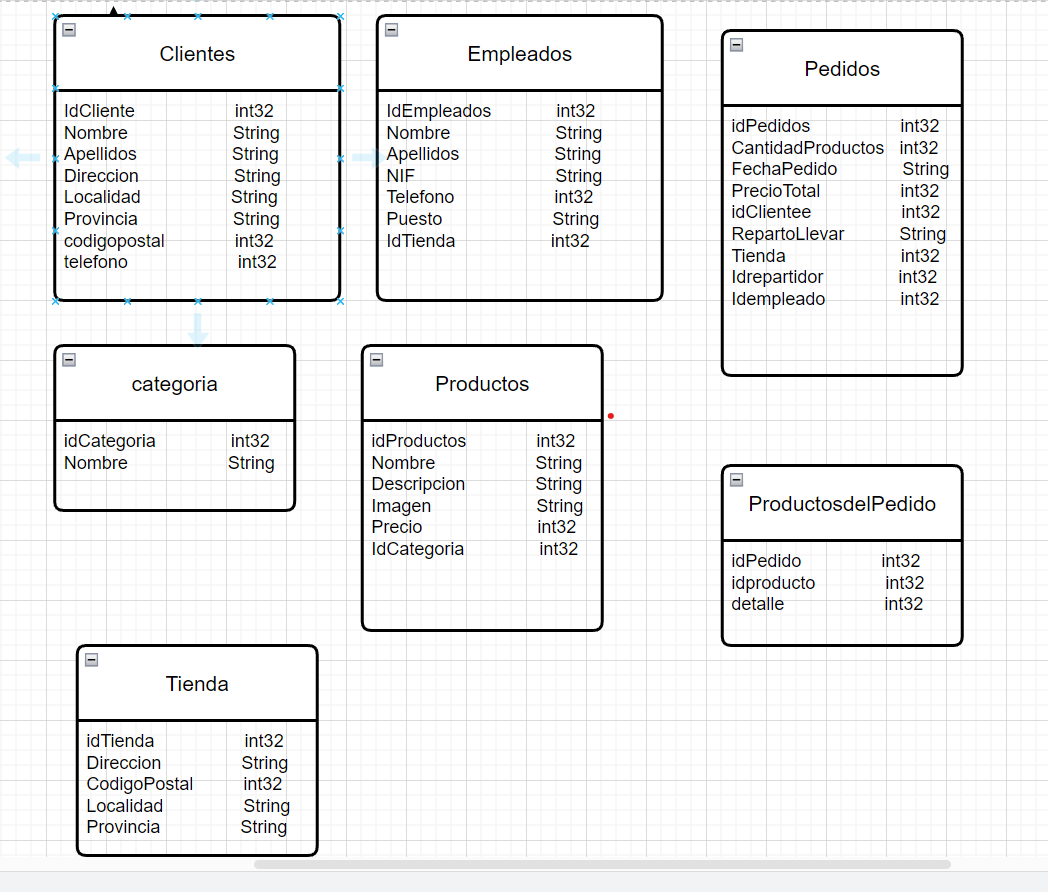 Clientes
IdCliente int32
Nombre String
Apellidos String
Direccion String
Localidad String
Provincia String
codigopostal int32
telefono int32
Empleados
IdEmpleados int32
Nombre String
Apellidos String
NIF String
Telefono int32
Puesto String
IdTienda int32
Pedidos
idPedidos int32
CantidadProductos int32
FechaPedido String
PrecioTotal int32
idClientee int32
RepartoLlevar String
Tienda int32
Idrepartidor int32
Idempleado int32
categoria
idCategoria int32
Nombre String
Productos
idProductos int32
Nombre String
Descripcion String
Imagen String
Precio int32
IdCategoria int32
ProductosdelPedido
idPedido int32
idproducto int32
detalle int32
Tienda
idTienda int32
Direccion String
CodigoPostal int32
Localidad String
Provincia String